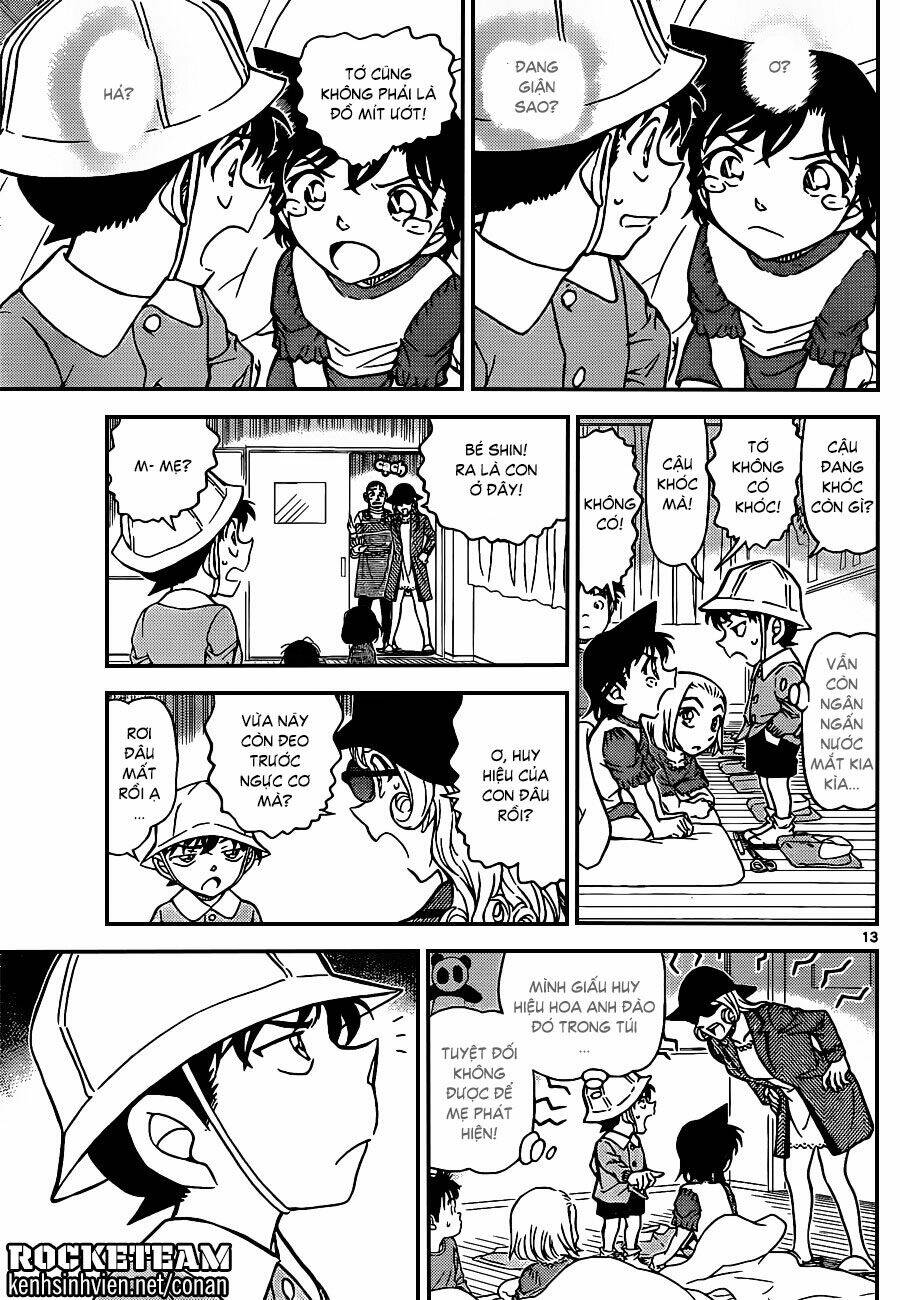 Ơ?
ĐANG
GIẬN
SAO?
TỚ CŨNG
KHÔNG PHẢI LÀ
ĐỒ MÍT ƯỚT!
HẢ?
CẬU
ĐANG
KHÓC
CÒN GÌ?
TỚ
KHÔNG
CÓ
KHÓC!
CẬU
KHÓC
MÀ!
KHÔNG
CÓ!
VẪN
CÒN
NGÂN
NGẤN
NƯỚC
MẮT KIA
KÌA...
BÉ SHIN!
RA LÀ CON
Ở ĐÂY!
CẠCH
M- MẸ?
Ơ, HUY
HIỆU CỦA
CON ĐÂU
RỒI?
VỪA NÃY
CÒN ĐEO
TRƯỚC
NGỰC CƠ
MÀ?
RƠI
ĐÂU
MẤT
RỒI Ạ
...
13
MÌNH GIẤU HUY
HIỆU HOA ANH ĐÀO
ĐÓ TRONG TÚI
...
TUYỆT ĐỐI
KHÔNG
ĐƯỢC ĐỂ
MẸ PHÁT
HIỆN!
ROCKETEAM
kenhsinhvien.net/conan